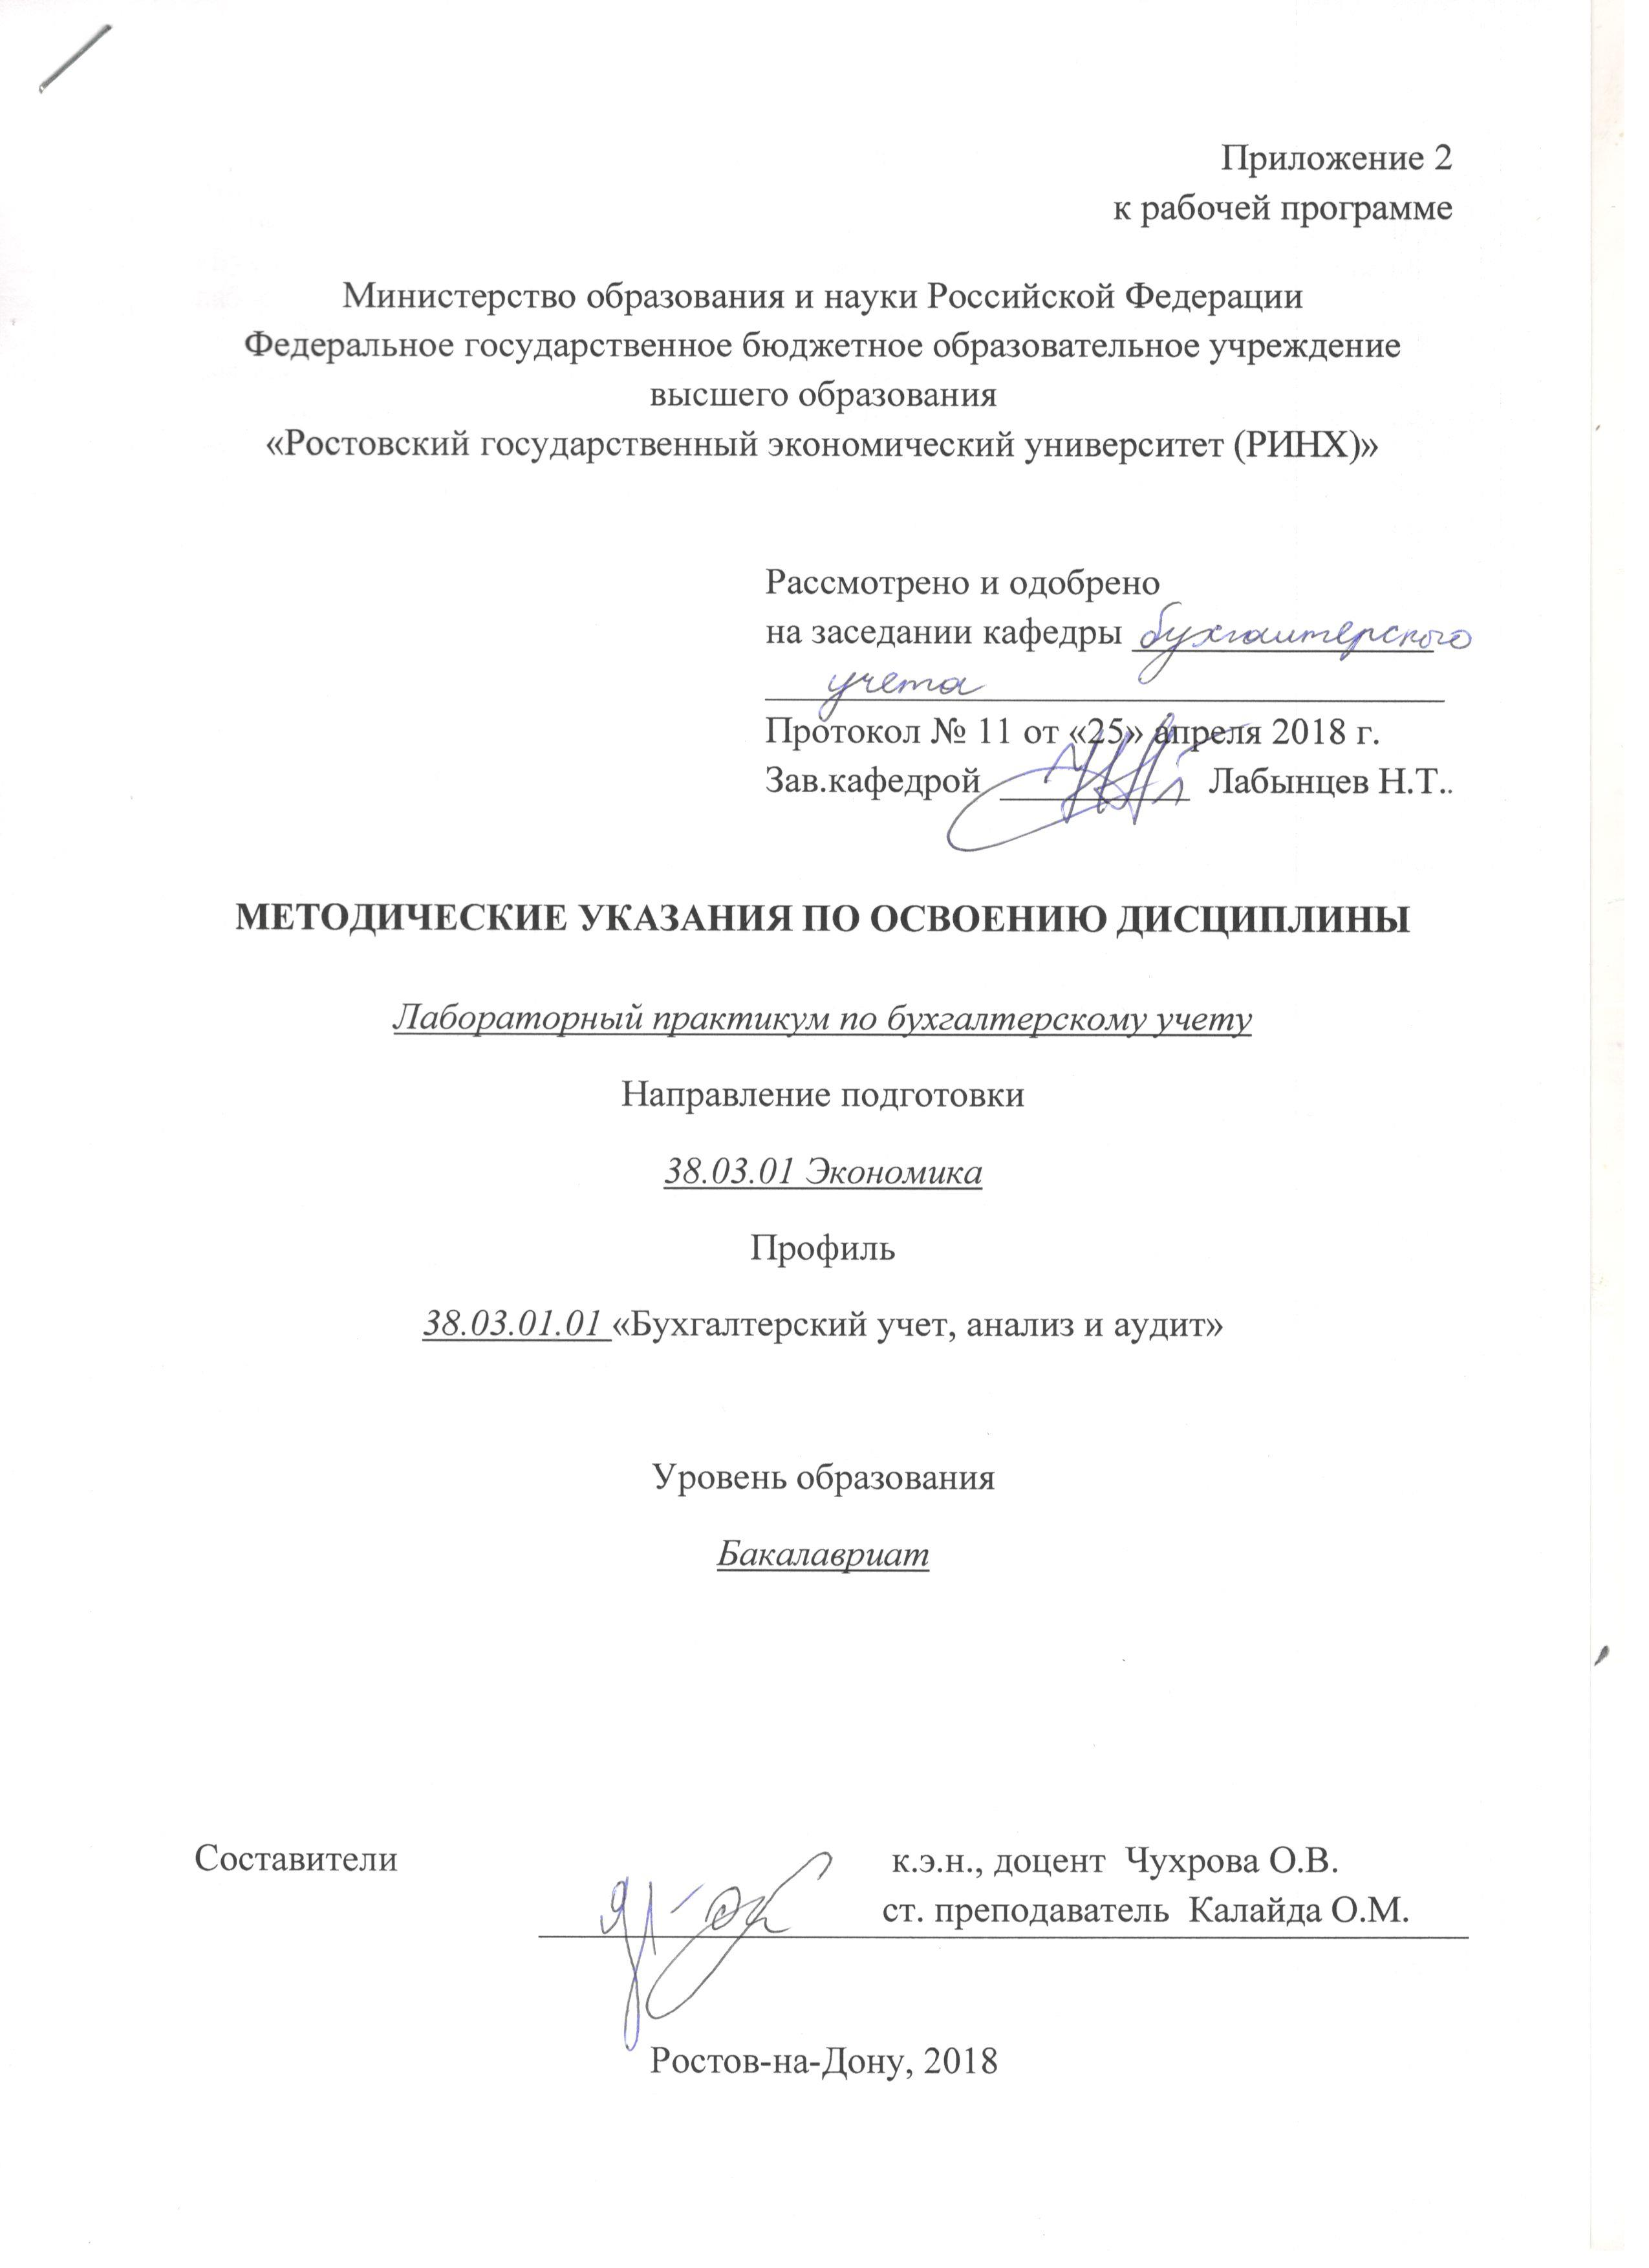 Приложение 2
к рабочей программе
Министерство образования и науки Российской Федерации
Федеральное государственное бюджетное образовательное учреждение
высшего образования
«Ростовский государственный экономический университет (РИНХ)»
Рассмотрено и одобрено
на заседании кафедры бухгалтерского
учета
Протокол № 11 от «25» апреля 2018 г.
Зав.кафедрой Лабынцев Н.Т..
МЕТОДИЧЕСКИЕ УКАЗАНИЯ ПО ОСВОЕНИЮ ДИСЦИПЛИНЫ
Лабораторный практикум по бухгалтерскому учету
Направление подготовки
38.03.01 Экономика
Профиль
38.03.01.01 «Бухгалтерский учет, анализ и аудит»
Уровень образования
Бакалавриат
Составители к.э.н., доцент Чухрова О.В.
ст. преподаватель Калайда О.М.
Ростов-на-Дону, 2018